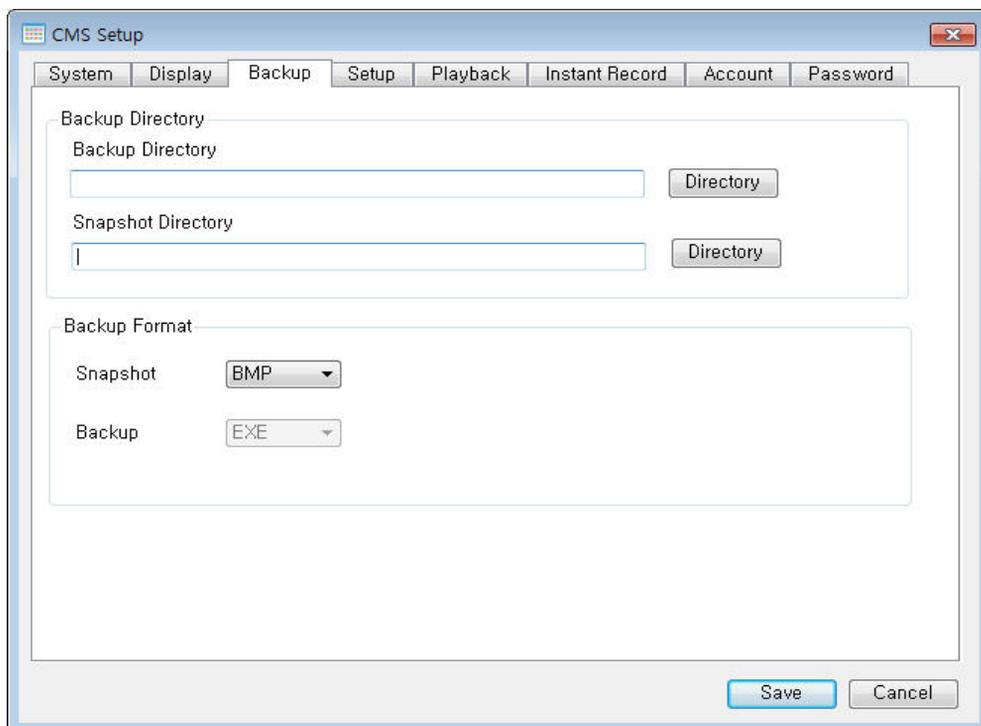 CMS Setup
System Display Backup Setup Playback Instant Record Account Password
Backup Directory
Backup Directory
Directory
Snapshot Directory
Directory
Backup Format
Snapshot BMP
Backup EXE
Save Cancel